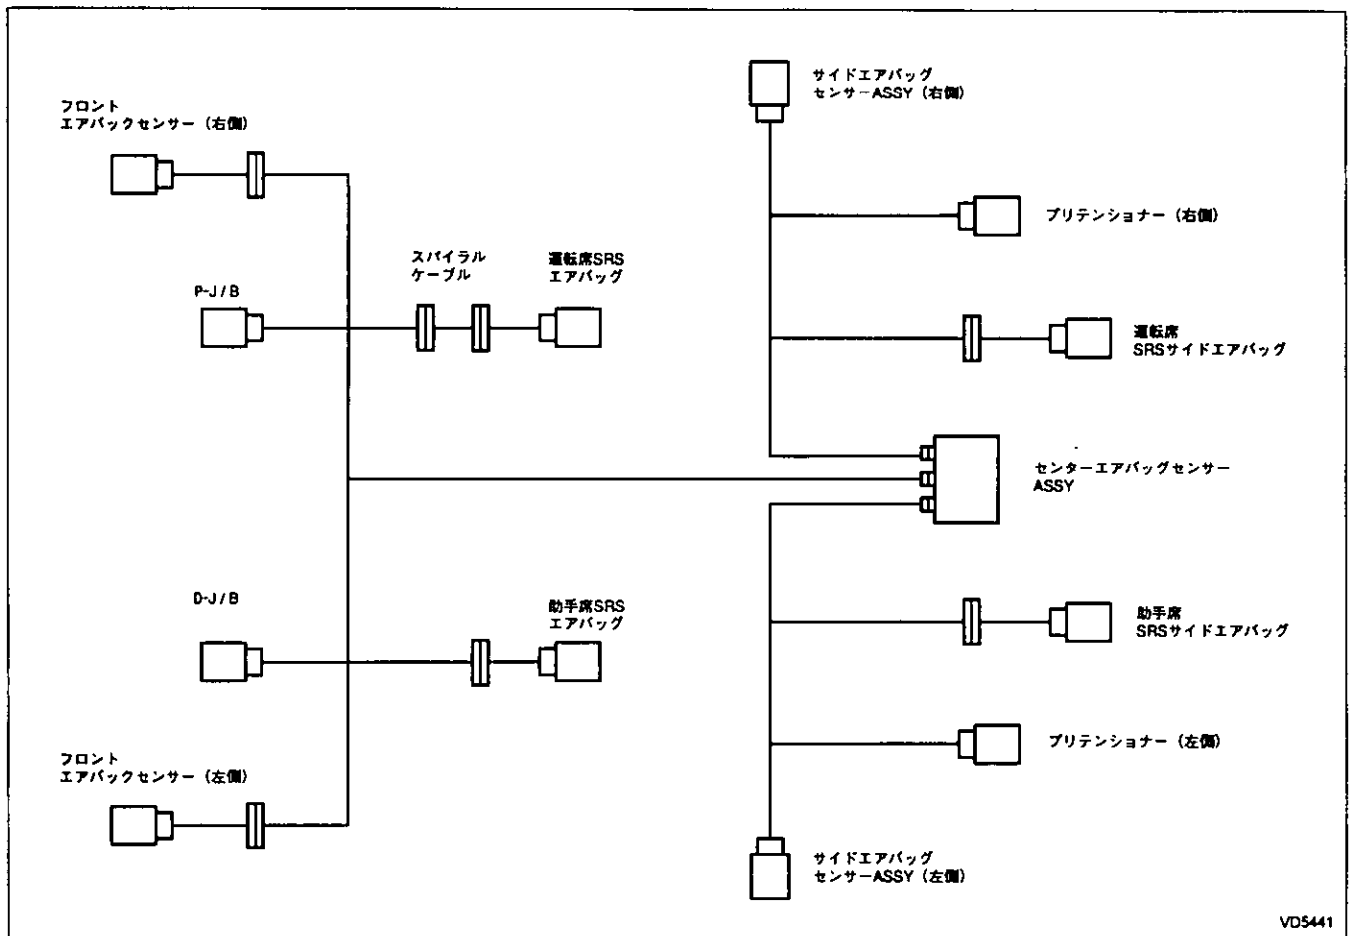 フロント
エアバックセンサー (右側)
P-J/B
スパイラル
ケーブル
運転席SRS
エアバッグ
D-J/B
助手席SRS
エアバッグ
フロント
エアバックセンサー (左側)
サイドエアバッグ
センサーASSY (右側)
プリテンショナー (右側)
運転席
SRSサイドエアバッグ
センターエアバッグセンサー
ASSY
助手席
SRSサイドエアバッグ
プリテンショナー (左側)
サイドエアバッグ
センサーASSY (左側)
VD5441